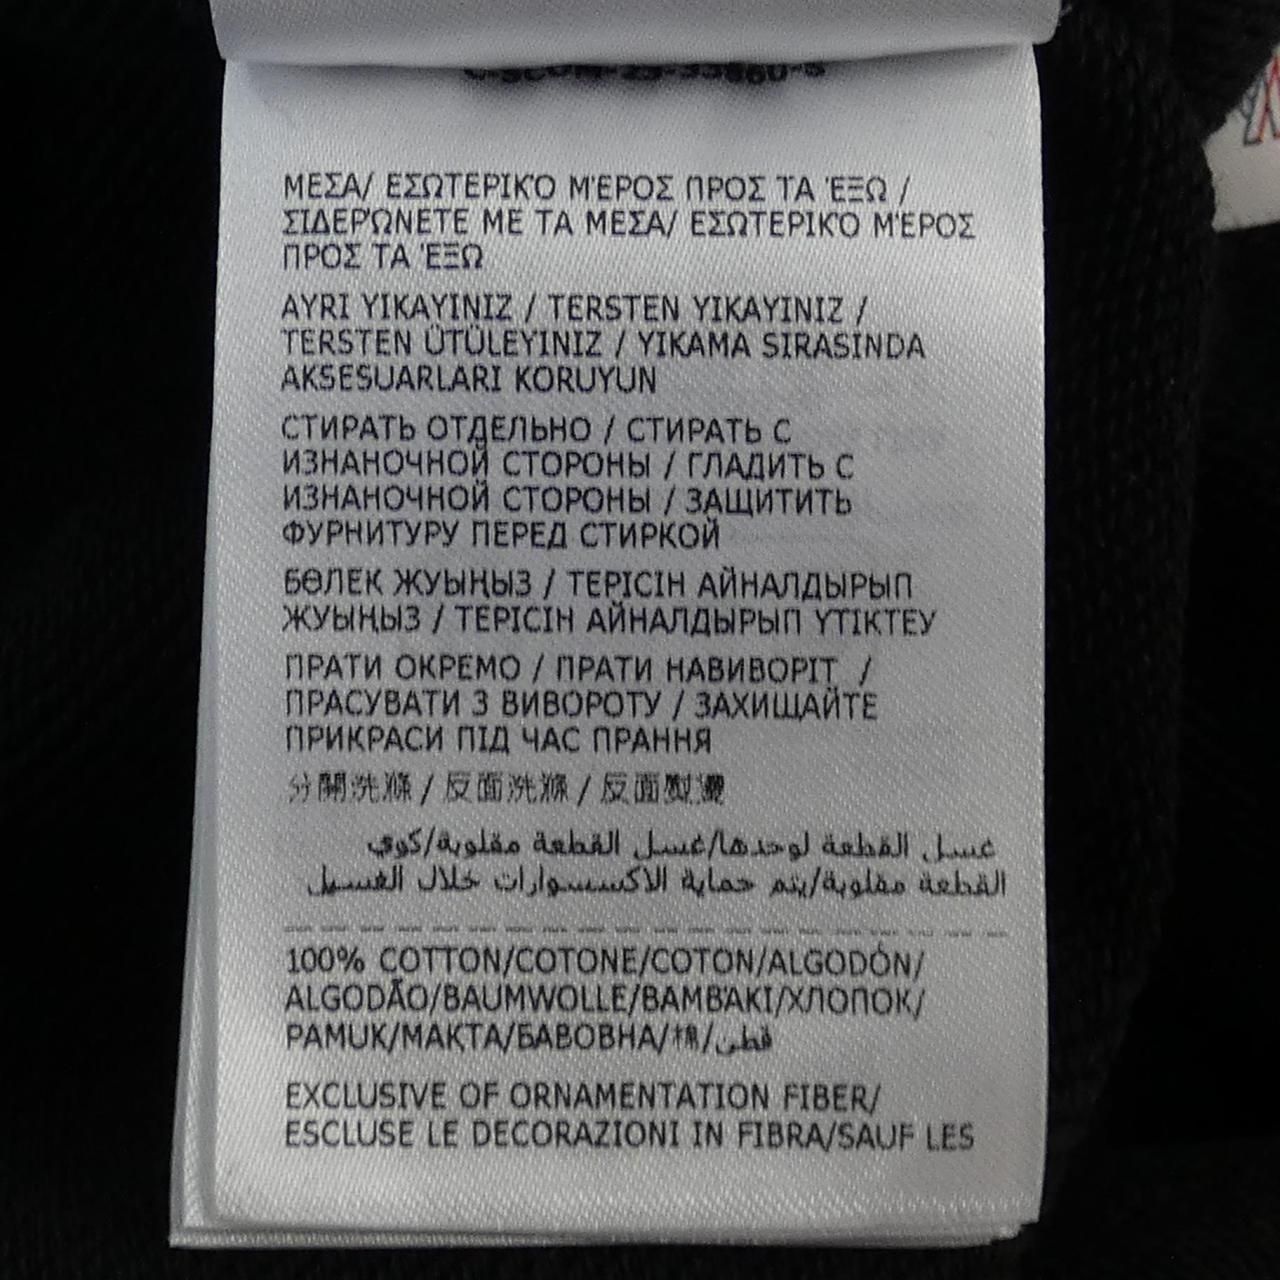 ΜΕΣΑ/ ΕΣΩΤΕΡΙΚΌ ΜΈΡΟΣ ΠΡΟΣ ΤΑ ΈΞΩ /
ΣΙΔΕΡΏΝΕΤΕ ΜΕ ΤΑ ΜΕΣΑ/ ΕΣΩΤΕΡΙΚΌ ΜΈΡΟΣ
ΠΡΟΣ ΤΑ ΈΞΩ
AYRI YIKAYINIZ / TERSTEN YIKAYINIZ /
TERSTEN ÜTÜLEYINIZ / YIKAMA SIRASINDA
AKSESUARLARI KORUYUN
СТИРАТЬ ОТДЕЛЬНО / СТИРАТЬ С
ИЗНАНОЧНОЙ СТОРОНЫ / ГЛАДИТЬ С
ИЗНАНОЧНОЙ СТОРОНЫ / ЗАЩИТИТЬ
ФУРНИТУРУ ПЕРЕД СТИРКОЙ
БӨЛЕК ЖУЫҢЫЗ / ТЕРІСІН АЙНАЛДЫРЫП
ЖУЫҢЫЗ / ТЕРІСІН АЙНАЛДЫРЫП ҮТІКТЕУ
ПРАТИ ОКРЕМО / ПРАТИ НАВИВОРІТ /
ПРАСУВАТИ З ВИВОРОТУ / ЗАХИЩАЙТЕ
ПРИКРАСИ ПІД ЧАС ПРАННЯ
分開洗滌 / 反面洗滌 / 反面熨燙
غسل القطعة لوحدها/غسل القطعة مقلوبة/كوي
القطعة مقلوبة/يتم حماية الاكسسوارات خلال الغسيل
100% COTTON/COTONE/COTON/ALGODÓN/
ALGODÃO/BAUMWOLLE/ΒΑΜΒΆΚΙ/ХЛОПОК/
PAMUK/МАҚТА/БАВОВНА/棉/قطن
EXCLUSIVE OF ORNAMENTATION FIBER/
ESCLUSE LE DECORAZIONI IN FIBRA/SAUF LES